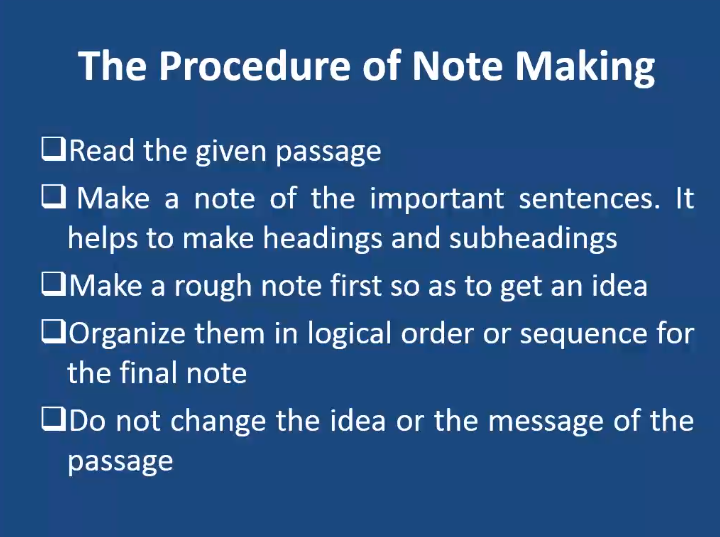 The Procedure of Note Making
❑Read the given passage
❑ Make a note of the important sentences. It
helps to make headings and subheadings
❑Make a rough note first so as to get an idea
❑Organize them in logical order or sequence for
the final note
❑Do not change the idea or the message of the
passage